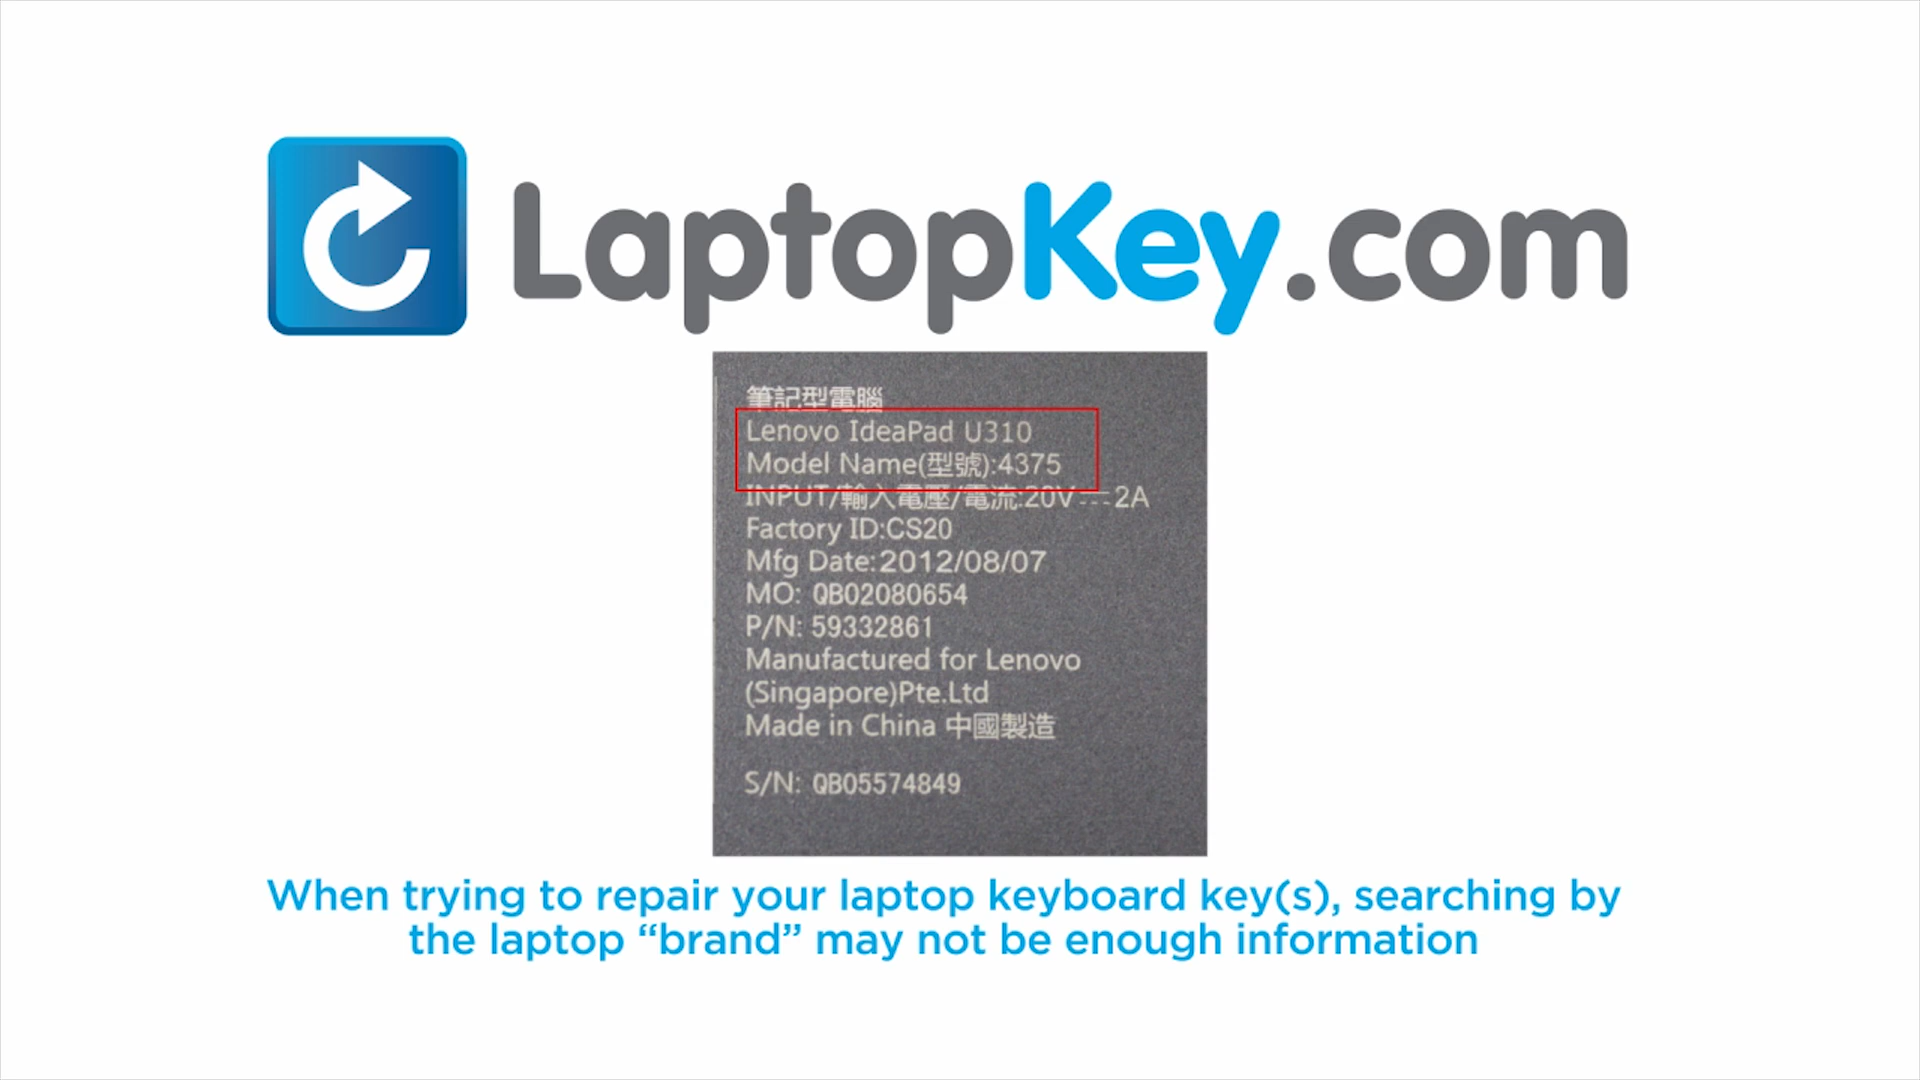 LaptopKey.com
筆記型電腦
Lenovo IdeaPad U310
Model Name(型號):4375
INPUT/輸入電壓/電流:20V⎓2A
Factory ID:CS20
Mfg Date:2012/08/07
MO: QB02080654
P/N: 59332861
Manufactured for Lenovo
(Singapore)Pte.Ltd
Made in China 中國製造
S/N: QB05574849
When trying to repair your laptop keyboard key(s), searching by
the laptop “brand” may not be enough information